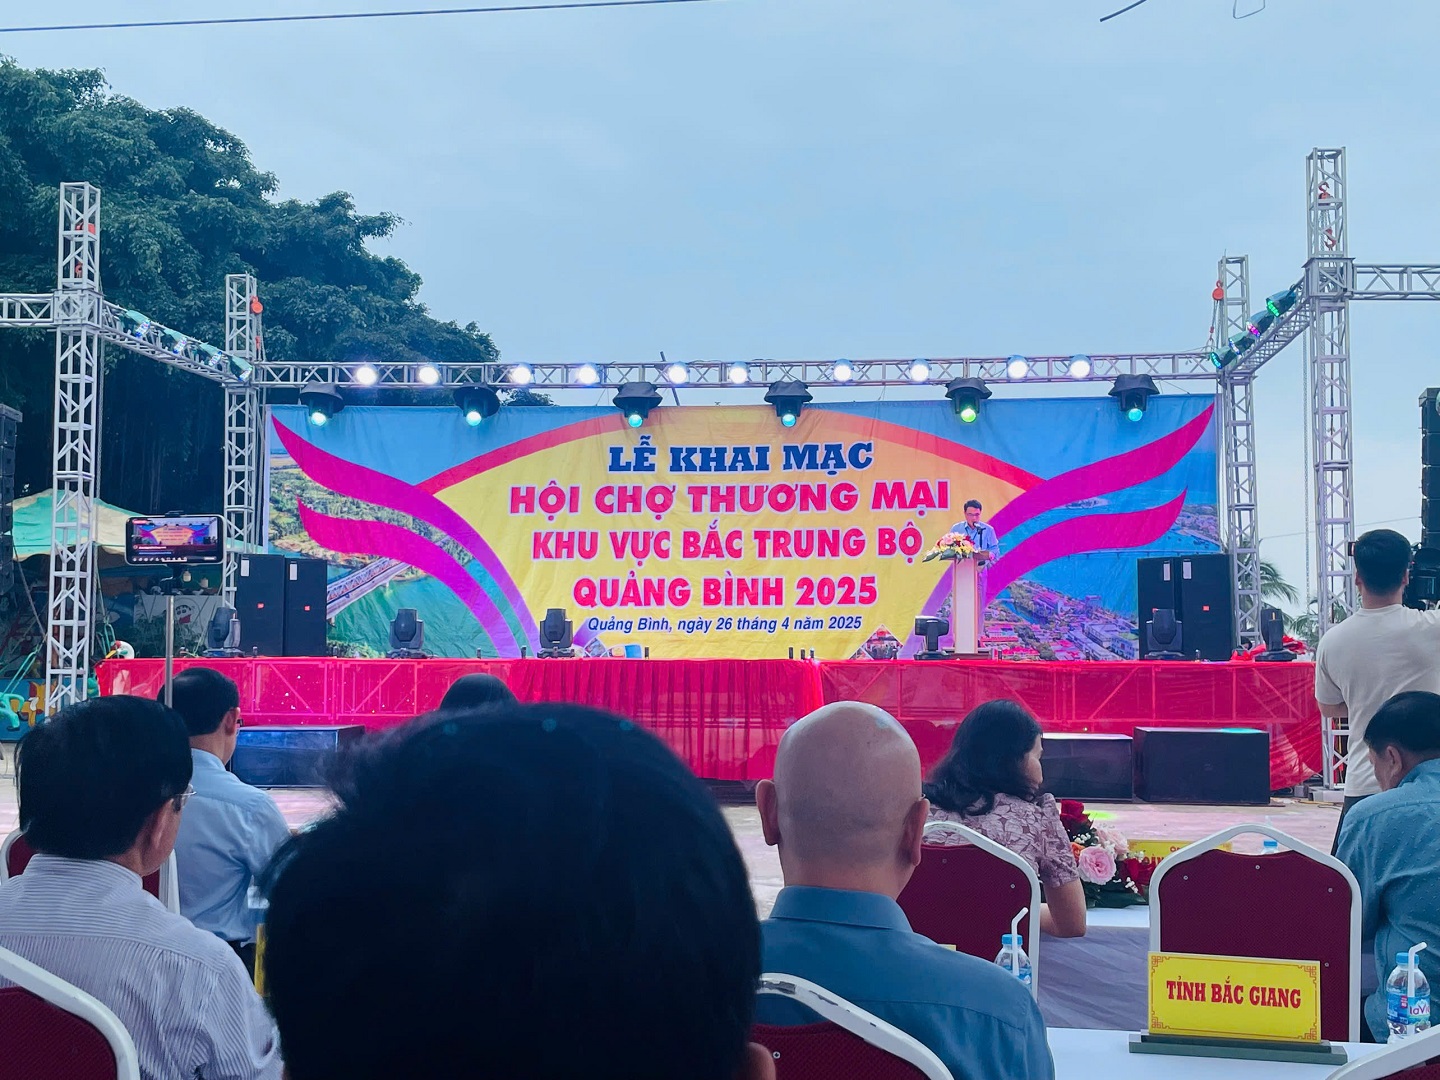 LỄ KHAI MẠC
HỘI CHỢ THƯƠNG MẠI
KHU VỰC BẮC TRUNG BỘ
QUẢNG BÌNH 2025
Quảng Bình, ngày 26 tháng 4 năm 2025
TỈNH BẮC GIANG